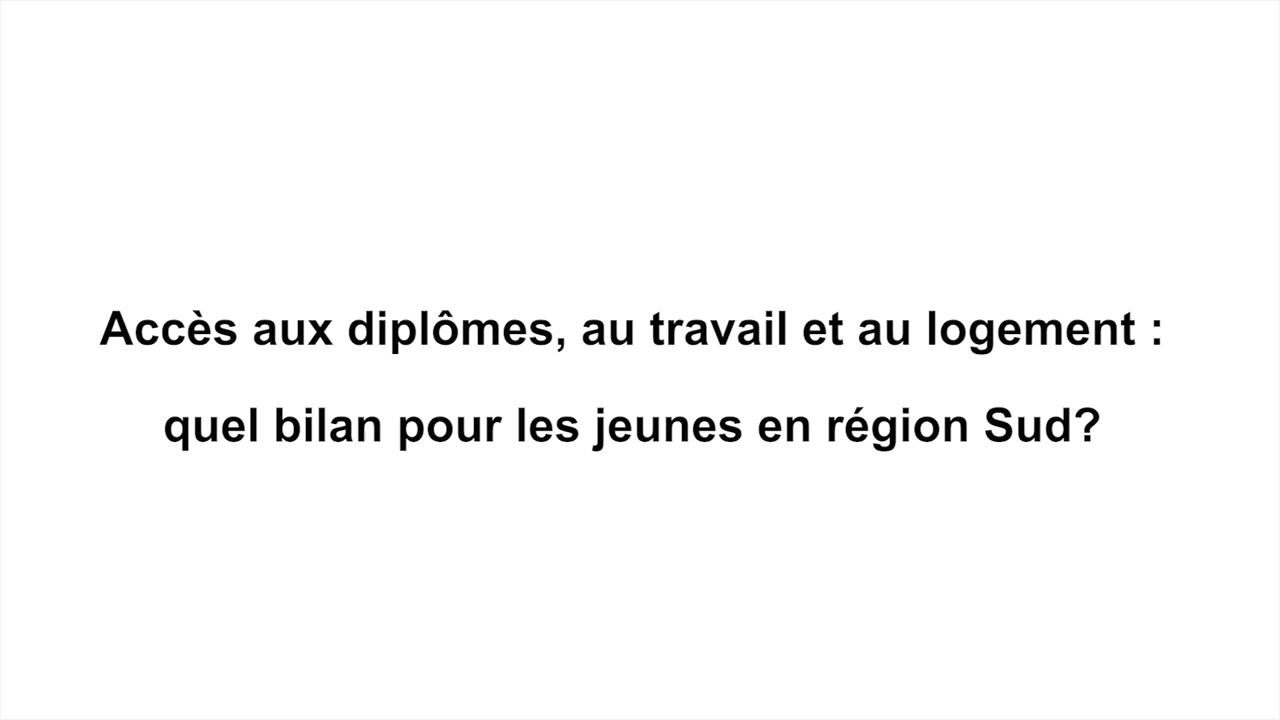 Accès aux diplômes, au travail et au logement :
quel bilan pour les jeunes en région Sud?